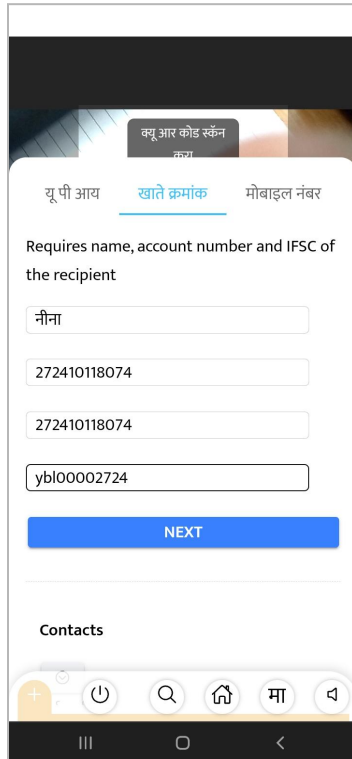 क्यू आर कोड स्कॅन
करा
यू पी आय खाते क्रमांक मोबाइल नंबर
Requires name, account number and IFSC of
the recipient
नीना
272410118074
272410118074
ybl00002724
NEXT
Contacts
मा